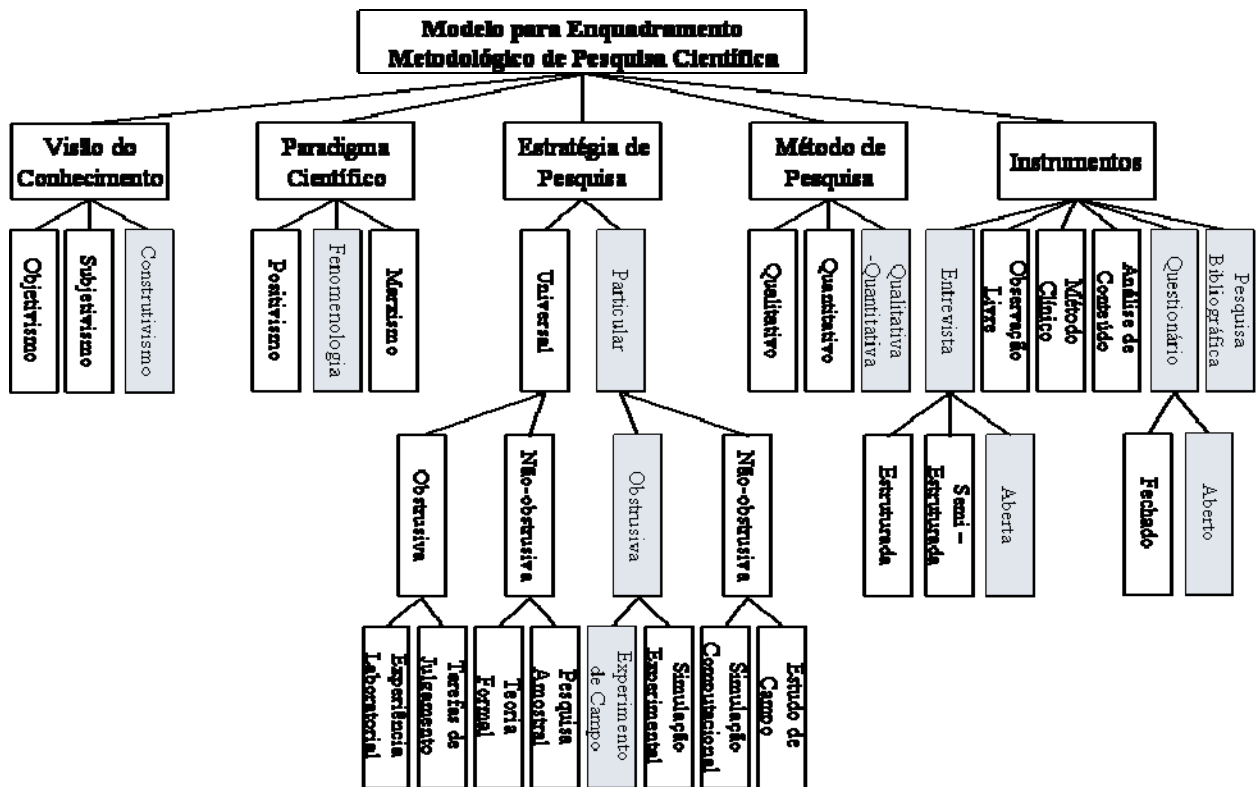 Modelo para Enquadramento
Metodológico de Pesquisa Científica
Visão do
Conhecimento
Paradigma
Científico
Estratégia de
Pesquisa
Método de
Pesquisa
Instrumentos
Objetivismo
Subjetivismo
Construtivismo
Positivismo
Fenomenologia
Marxismo
Universal
Particular
Qualitativo
Quantitativo
Qualitativa
-Quantitativa
Entrevista
Observação
Livre
Método
Clínico
Análise de
Conteúdo
Questionário
Pesquisa
Bibliográfica
Obstrusiva
Não-obstrusiva
Obstrusiva
Não-obstrusiva
Estruturada
Semi -
Estruturada
Aberta
Fechado
Aberto
Experiência
Laboratorial
Tarefas de
Julgamento
Teoria
Formal
Pesquisa
Amostral
Experimento
de Campo
Simulação
Experimental
Simulação
Computacional
Estudo de
Campo